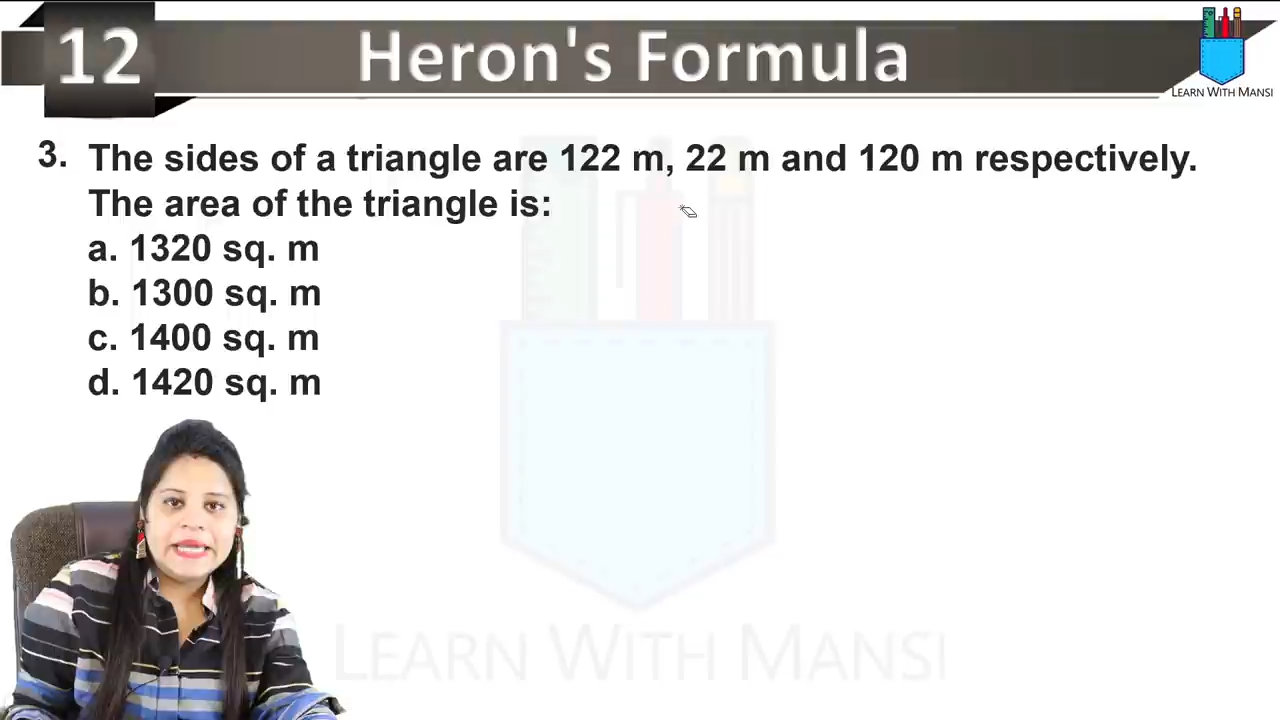 12
Heron's Formula
LEARN WITH MANSI
3. The sides of a triangle are 122 m, 22 m and 120 m respectively.
The area of the triangle is:
a. 1320 sq. m
b. 1300 sq. m
c. 1400 sq. m
d. 1420 sq. m
LEARN WITH MANSI